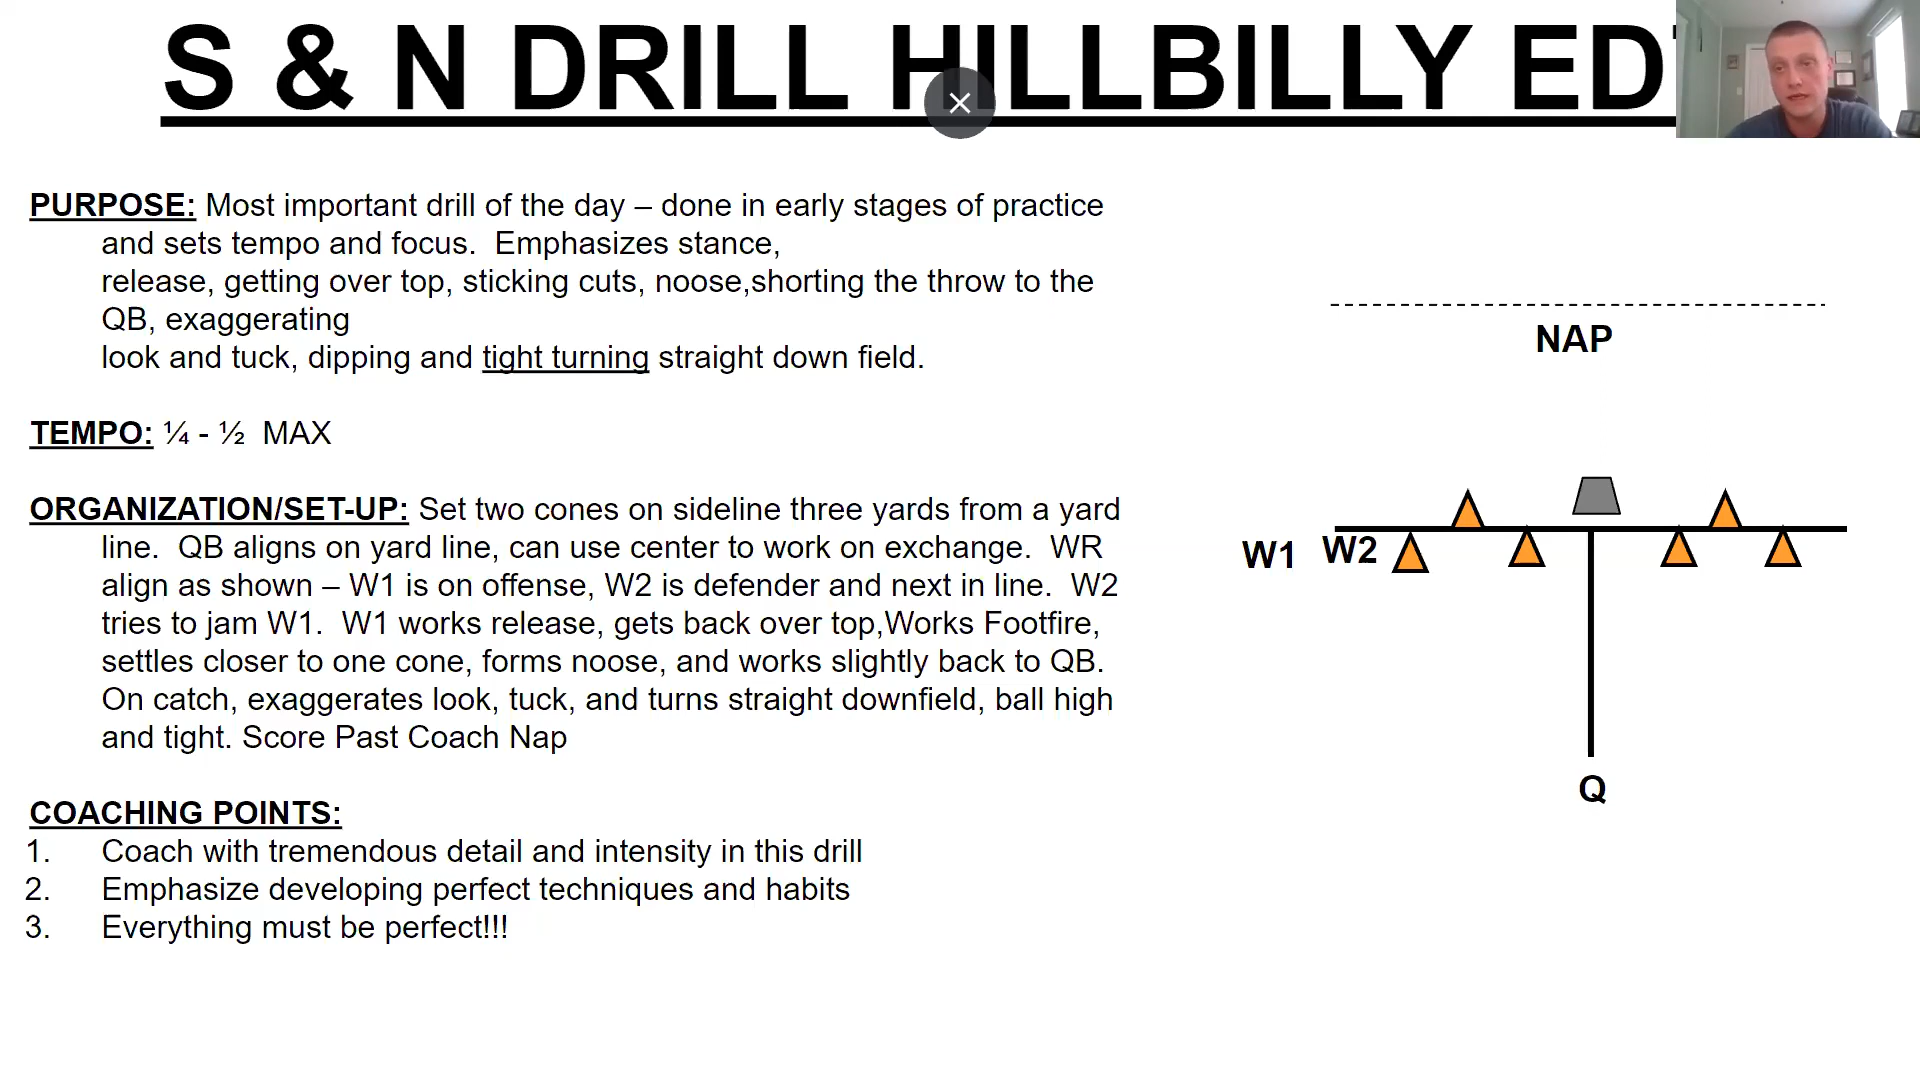 S & N DRILL HILLBILLY ED
PURPOSE: Most important drill of the day – done in early stages of practice
and sets tempo and focus.  Emphasizes stance,
release, getting over top, sticking cuts, noose,shorting the throw to the
QB, exaggerating
look and tuck, dipping and tight turning straight down field.
NAP
TEMPO: ¼ - ½  MAX
ORGANIZATION/SET-UP: Set two cones on sideline three yards from a yard
line.  QB aligns on yard line, can use center to work on exchange.  WR
align as shown – W1 is on offense, W2 is defender and next in line.  W2
tries to jam W1.  W1 works release, gets back over top,Works Footfire,
settles closer to one cone, forms noose, and works slightly back to QB.
On catch, exaggerates look, tuck, and turns straight downfield, ball high
and tight. Score Past Coach Nap
W1 W2
Q
COACHING POINTS:
1. Coach with tremendous detail and intensity in this drill
2. Emphasize developing perfect techniques and habits
3. Everything must be perfect!!!